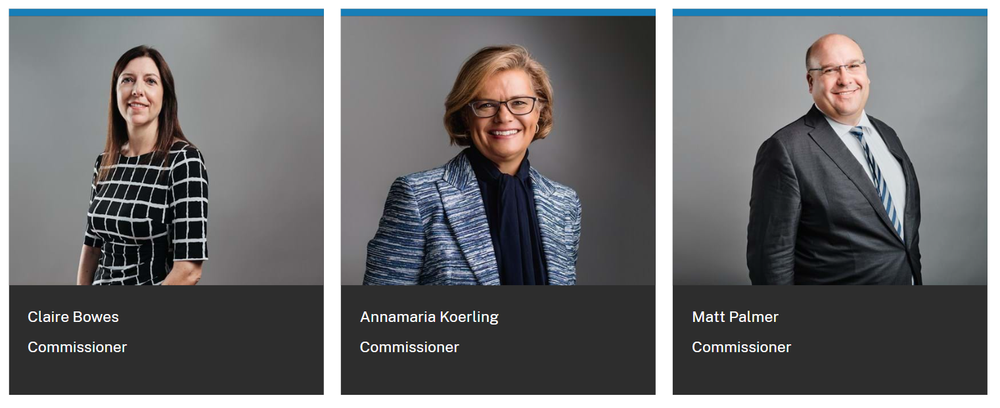 Claire Bowes
Commissioner
Annamaria Koerling
Commissioner
Matt Palmer
Commissioner